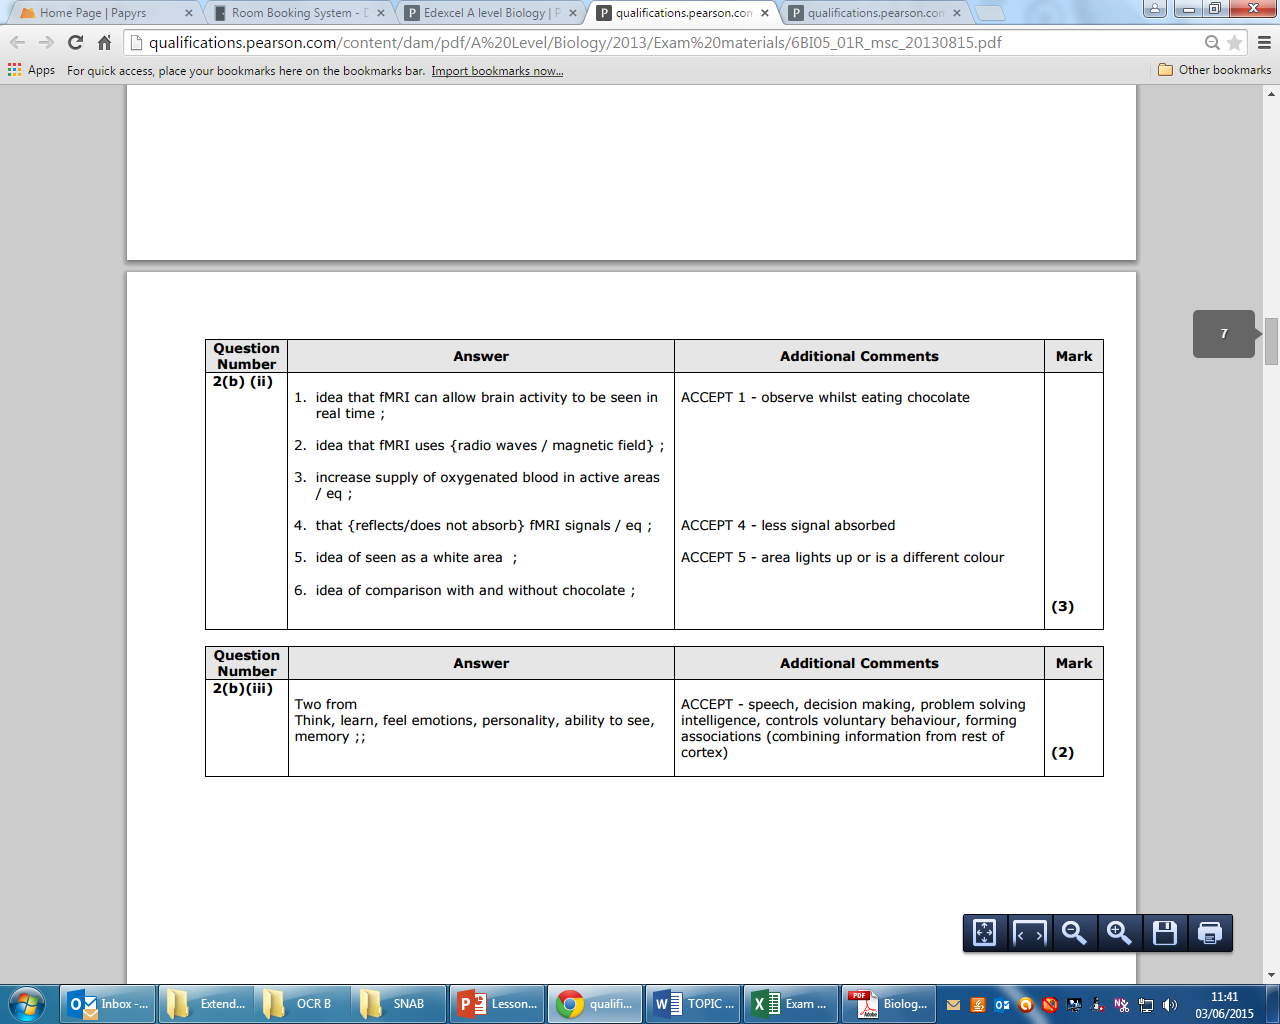 Home Page | Papyrs
Room Booking System - D
Edexcel A level Biology | P
qualifications.pearson.com
qualifications.pearson.com
qualifications.pearson.com/content/dam/pdf/A%20Level/Biology/2013/Exam%20materials/6BI05_01R_msc_20130815.pdf
Apps For quick access, place your bookmarks here on the bookmarks bar. Import bookmarks now... Other bookmarks
7
Question Number Answer Additional Comments Mark
2(b) (ii)
1. idea that fMRI can allow brain activity to be seen in real time ; ACCEPT 1 - observe whilst eating chocolate
2. idea that fMRI uses {radio waves / magnetic field} ;
3. increase supply of oxygenated blood in active areas / eq ;
4. that {reflects/does not absorb} fMRI signals / eq ; ACCEPT 4 - less signal absorbed
5. idea of seen as a white area ; ACCEPT 5 - area lights up or is a different colour
6. idea of comparison with and without chocolate ;
(3)
Question Number Answer Additional Comments Mark
2(b)(iii)
Two from
Think, learn, feel emotions, personality, ability to see,
memory ;;
ACCEPT - speech, decision making, problem solving
intelligence, controls voluntary behaviour, forming
associations (combining information from rest of
cortex)
(2)
Inbox -... Extend... OCR B SNAB Lesson... qualifi... TOPIC ... Exam ... Biolog...
11:41
03/06/2015